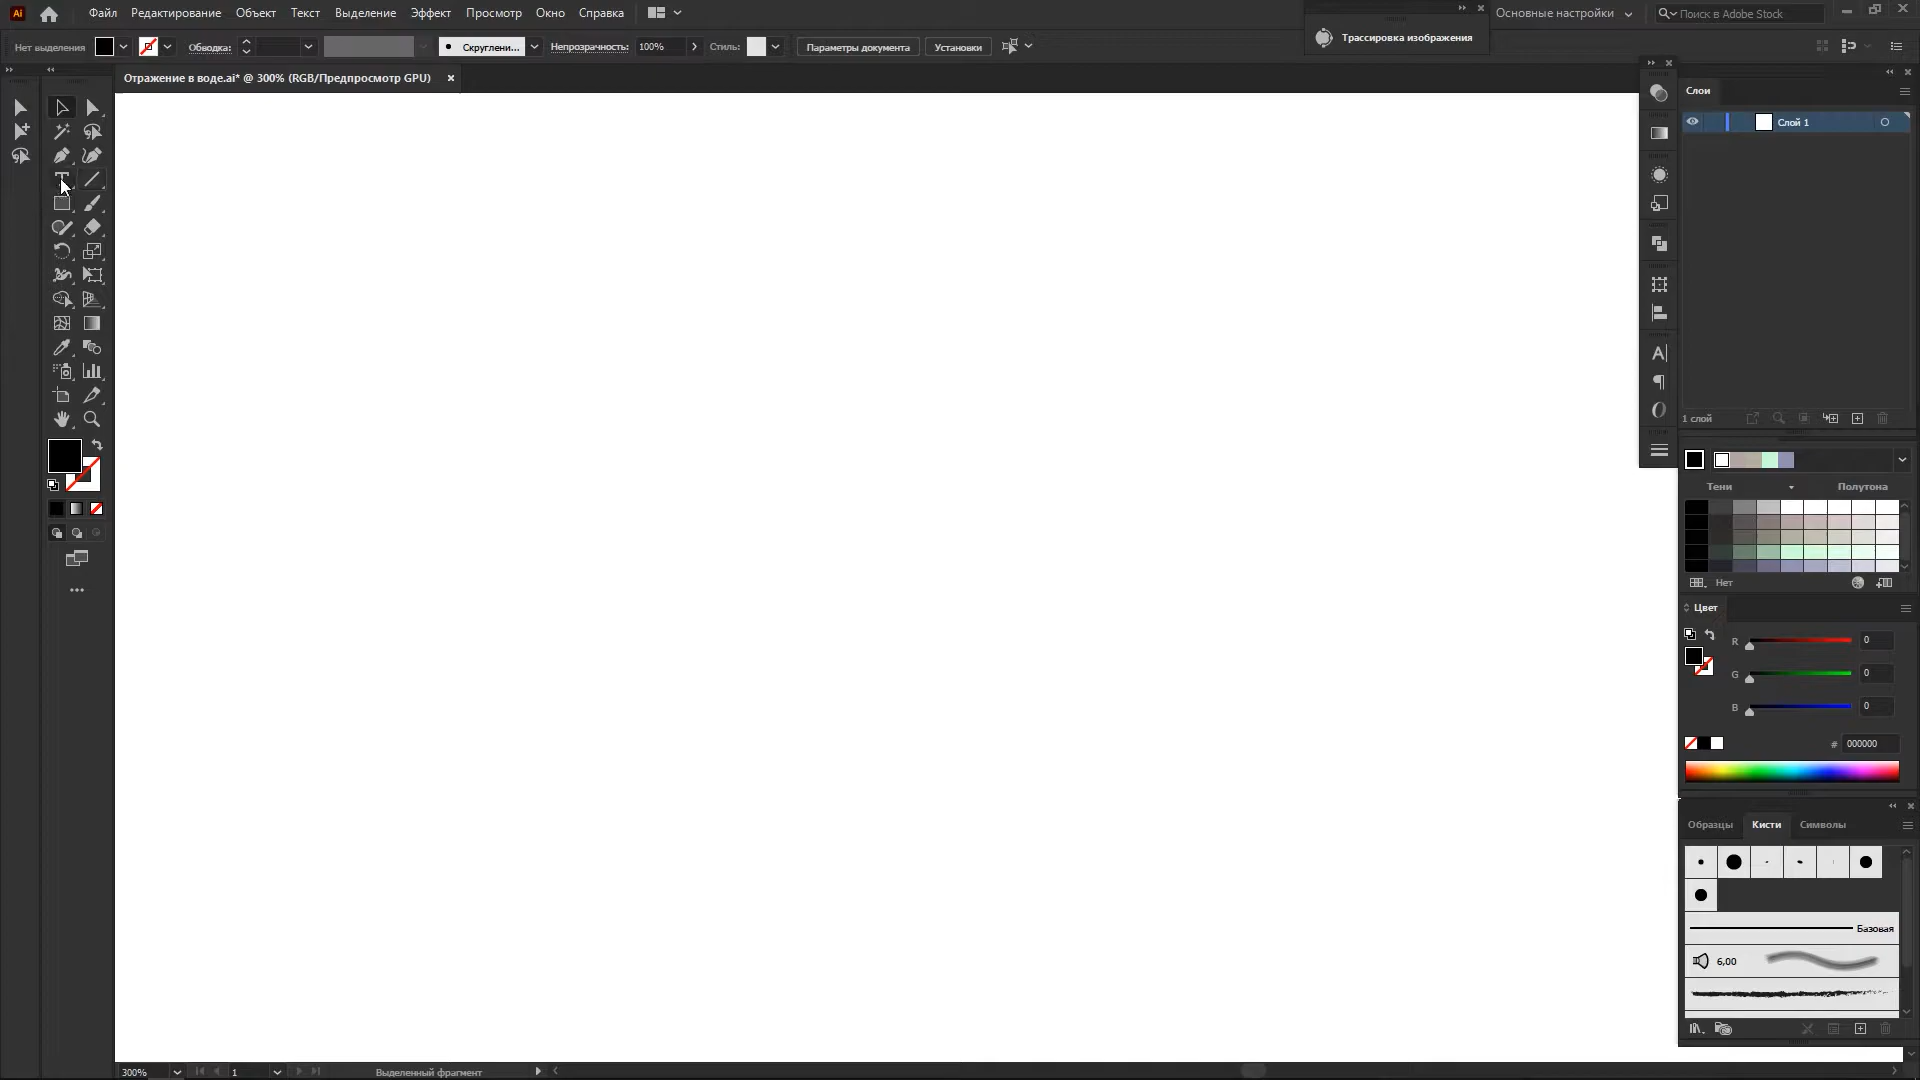 Ai Файл Редактирование Объект Текст Выделение Эффект Просмотр Окно Справка
Трассировка изображения
Основные настройки
Поиск в Adobe Stock
Нет выделения Обводка: Скруглени... Непрозрачность: 100% Стиль: Параметры документа Установки
Отражение в воде.ai* @ 300% (RGB/Предпросмотр GPU)
Слои
Слой 1
1 слой
Тени Полутона
Нет
Цвет
R 0
G 0
B 0
# 000000
Образцы Кисти Символы
Базовая
6,00
300% 1 Выделенный фрагмент